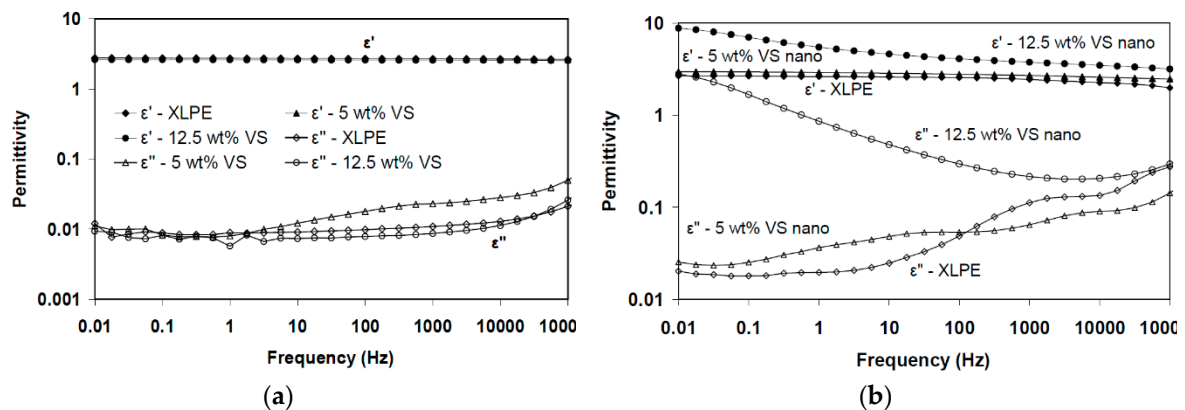 10
1
0.1
0.01
0.001
Permittivity
ε'
ε' - XLPE
ε' - 5 wt% VS
ε' - 12.5 wt% VS
ε" - XLPE
ε" - 5 wt% VS
ε" - 12.5 wt% VS
ε"
0.01 0.1 1 10 100 1000 10000 1000
Frequency (Hz)
(a)
10
1
0.1
0.01
Permittivity
ε' - 5 wt% VS nano
ε' - 12.5 wt% VS nano
ε' - XLPE
ε" - 12.5 wt% VS nano
ε" - 5 wt% VS nano
ε" - XLPE
0.01 0.1 1 10 100 1000 10000 1000
Frequency (Hz)
(b)